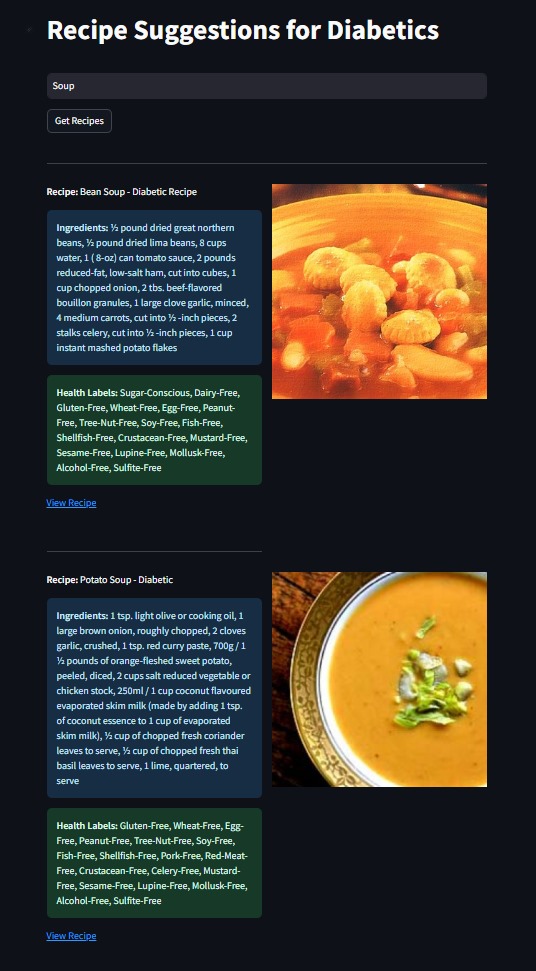 Recipe Suggestions for Diabetics
Soup
Get Recipes
Recipe: Bean Soup - Diabetic Recipe
Ingredients: ½ pound dried great northern
beans, ½ pound dried lima beans, 8 cups
water, 1 ( 8-oz) can tomato sauce, 2 pounds
reduced-fat, low-salt ham, cut into cubes, 1
cup chopped onion, 2 tbs. beef-flavored
bouillon granules, 1 large clove garlic, minced,
4 medium carrots, cut into ½ -inch pieces, 2
stalks celery, cut into ½ -inch pieces, 1 cup
instant mashed potato flakes
Health Labels: Sugar-Conscious, Dairy-Free,
Gluten-Free, Wheat-Free, Egg-Free, Peanut-
Free, Tree-Nut-Free, Soy-Free, Fish-Free,
Shellfish-Free, Crustacean-Free, Mustard-Free,
Sesame-Free, Lupine-Free, Mollusk-Free,
Alcohol-Free, Sulfite-Free
View Recipe
Recipe: Potato Soup - Diabetic
Ingredients: 1 tsp. light olive or cooking oil, 1
large brown onion, roughly chopped, 2 cloves
garlic, crushed, 1 tsp. red curry paste, 700g / 1
½ pounds of orange-fleshed sweet potato,
peeled, diced, 2 cups salt reduced vegetable or
chicken stock, 250ml / 1 cup coconut flavoured
evaporated skim milk (made by adding 1 tsp.
of coconut essence to 1 cup of evaporated
skim milk), ½ cup of chopped fresh coriander
leaves to serve, ½ cup of chopped fresh thai
basil leaves to serve, 1 lime, quartered, to
serve
Health Labels: Gluten-Free, Wheat-Free, Egg-
Free, Peanut-Free, Tree-Nut-Free, Soy-Free,
Fish-Free, Shellfish-Free, Pork-Free, Red-Meat-
Free, Crustacean-Free, Celery-Free, Mustard-
Free, Sesame-Free, Lupine-Free, Mollusk-Free,
Alcohol-Free, Sulfite-Free
View Recipe